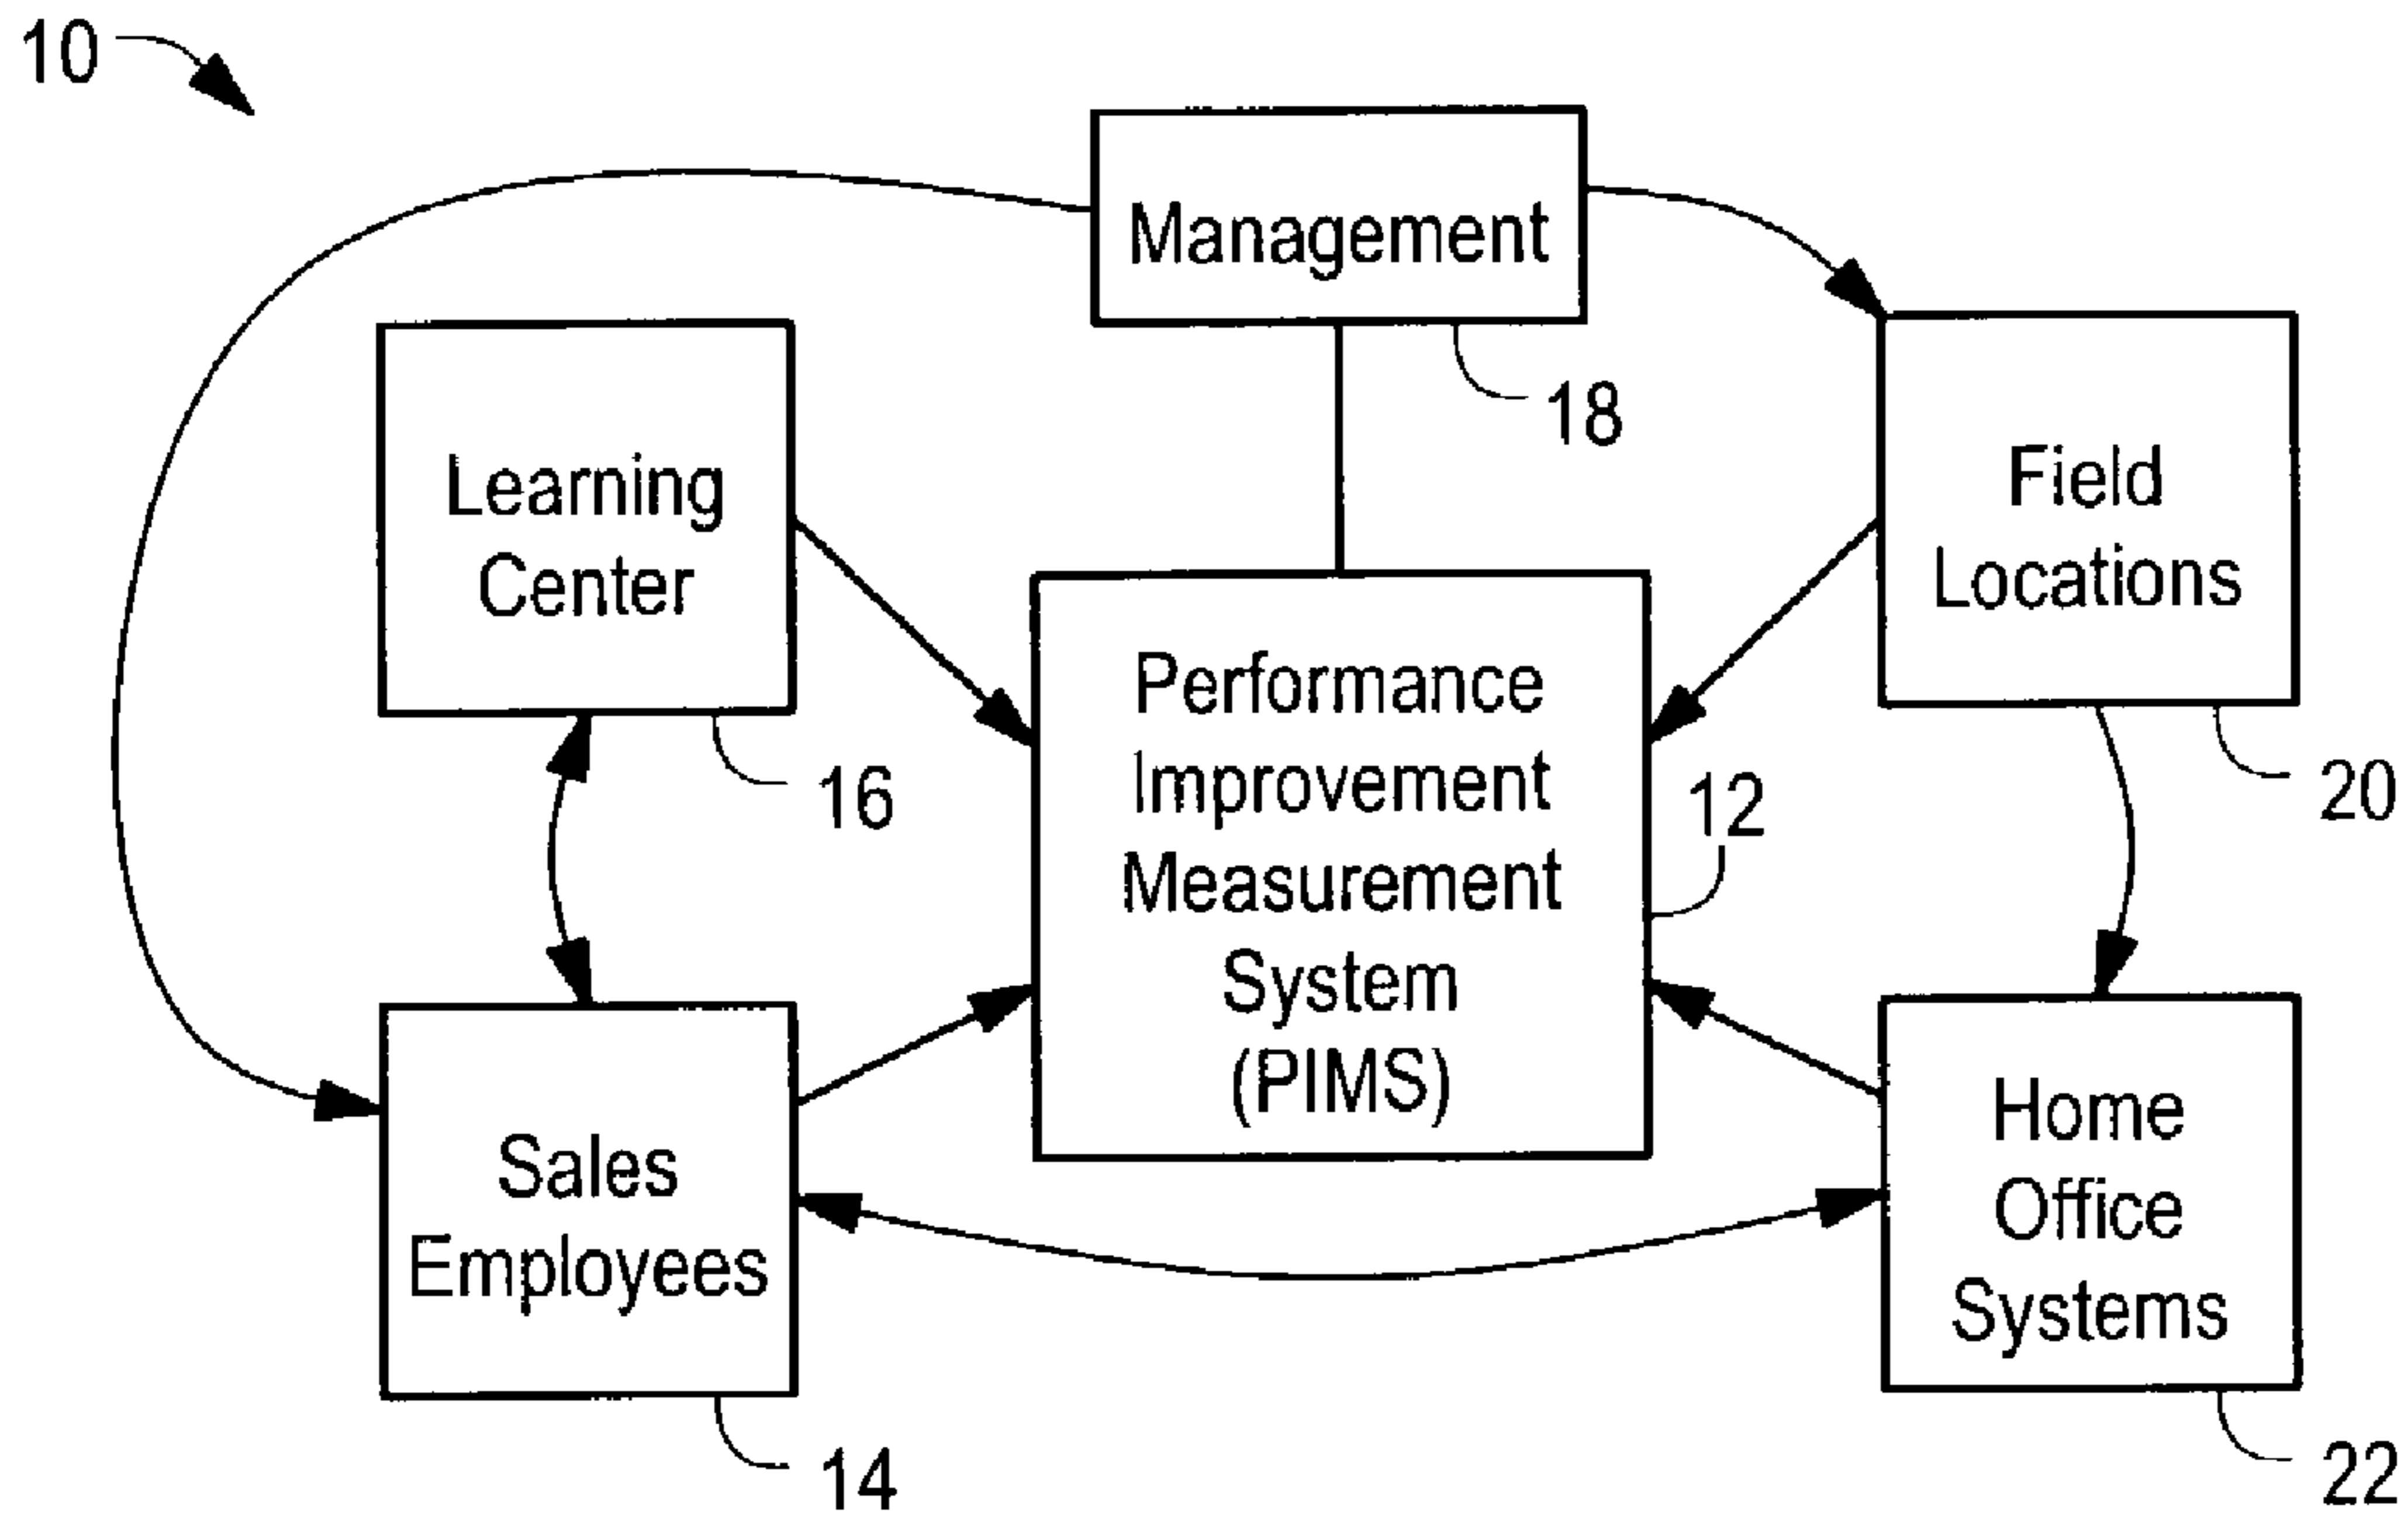 10
Management
18
Learning
Center
16
Field
Locations
20
Performance
Improvement
Measurement
System
(PIMS)
12
Sales
Employees
14
Home
Office
Systems
22